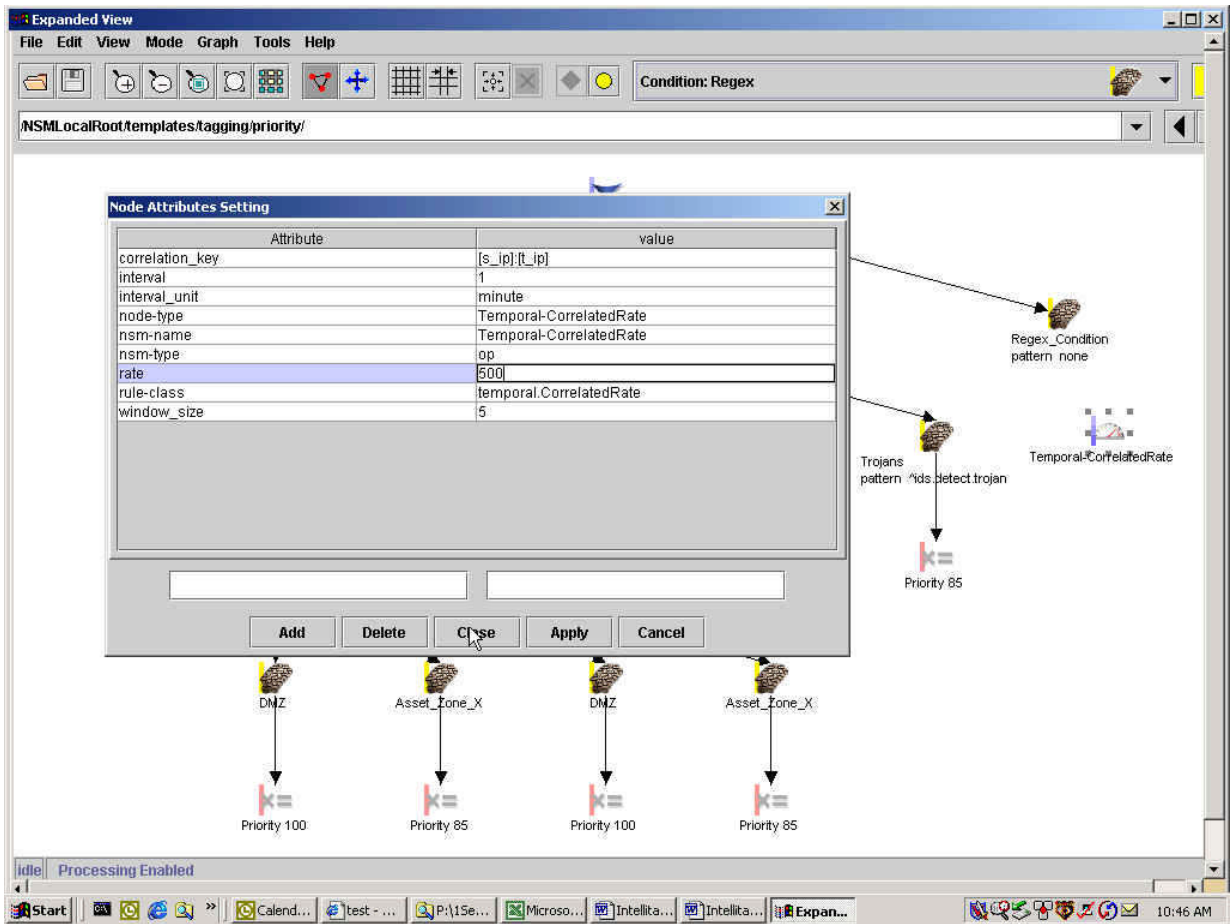 Expanded View
File Edit View Mode Graph Tools Help
Condition: Regex
/NSMLocalRoot/templates/tagging/priority/
Node Attributes Setting
Attribute value
correlation_key [s_ip]:[t_ip]
interval 1
interval_unit minute
node-type Temporal-CorrelatedRate
nsm-name Temporal-CorrelatedRate
nsm-type op
rate 500
rule-class temporal.CorrelatedRate
window_size 5
Add Delete Close Apply Cancel
Regex_Condition
pattern none
Temporal-CorrelatedRate
Trojans
pattern ^ids.detect.trojan
Priority 85
DMZ Asset_Zone_X DMZ Asset_Zone_X
Priority 100 Priority 85 Priority 100 Priority 85
idle Processing Enabled
Start » Calend... test - ... P:\15e... Microso... Intellita... Intellita... Expan... 10:46 AM